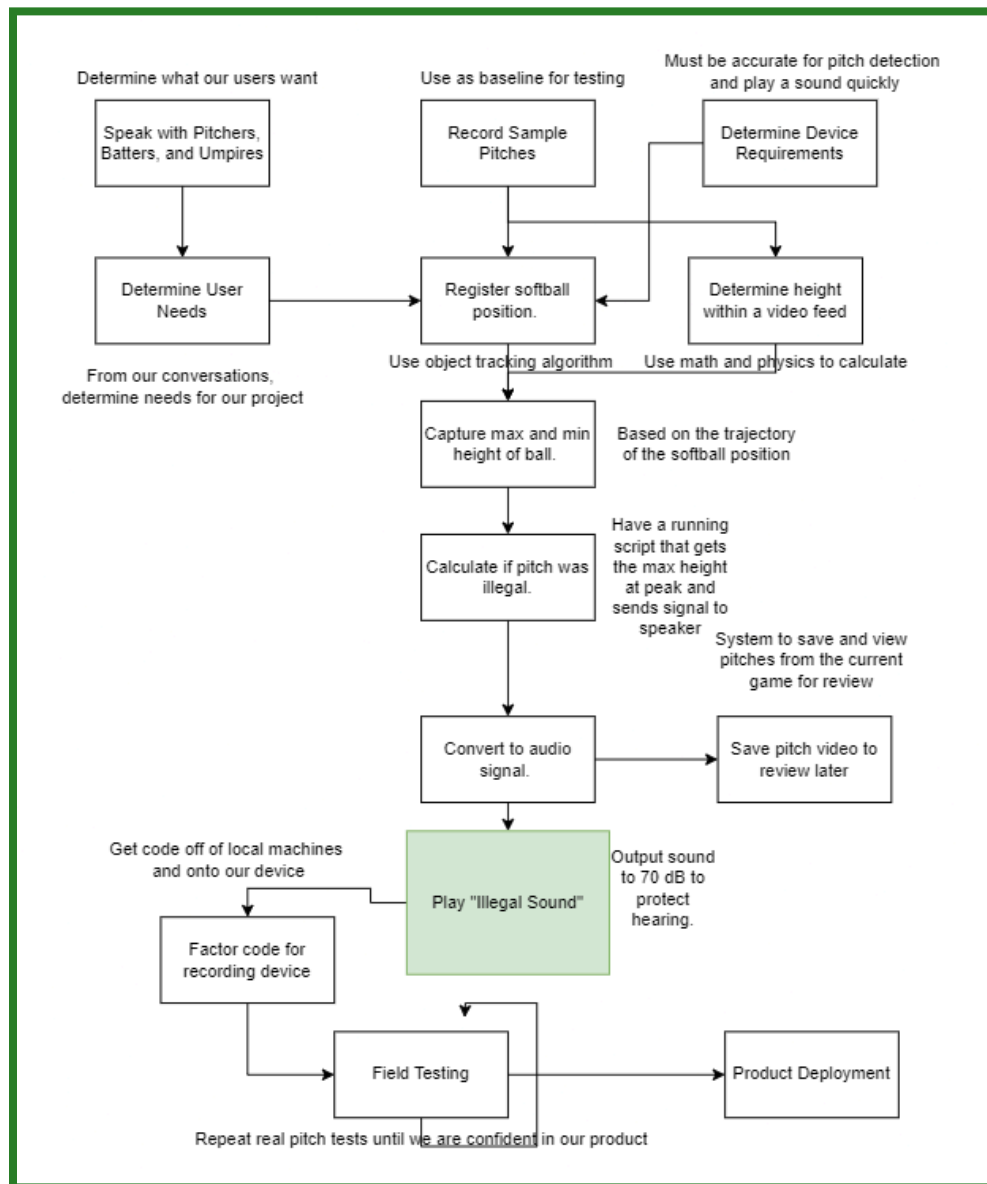 Determine what our users want
Use as baseline for testing
Must be accurate for pitch detection
and play a sound quickly
Speak with Pitchers,
Batters, and Umpires
Record Sample
Pitches
Determine Device
Requirements
Determine User
Needs
Register softball
position.
Determine height
within a video feed
From our conversations,
determine needs for our project
Use object tracking algorithm
Use math and physics to calculate
Capture max and min
height of ball.
Based on the trajectory
of the softball position
Calculate if pitch was
illegal.
Have a running
script that gets
the max height
at peak and
sends signal to
speaker
System to save and view
pitches from the current
game for review
Convert to audio
signal.
Save pitch video to
review later
Get code off of local machines
and onto our device
Play "Illegal Sound"
Output sound
to 70 dB to
protect
hearing.
Factor code for
recording device
Field Testing
Product Deployment
Repeat real pitch tests until we are confident in our product